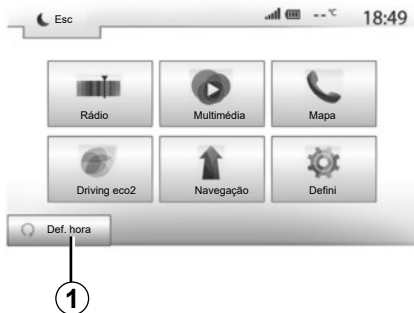 Esc
--°C
18:49
Rádio
Multimédia
Mapa
Driving eco2
Navegação
Defini
Def. hora
1